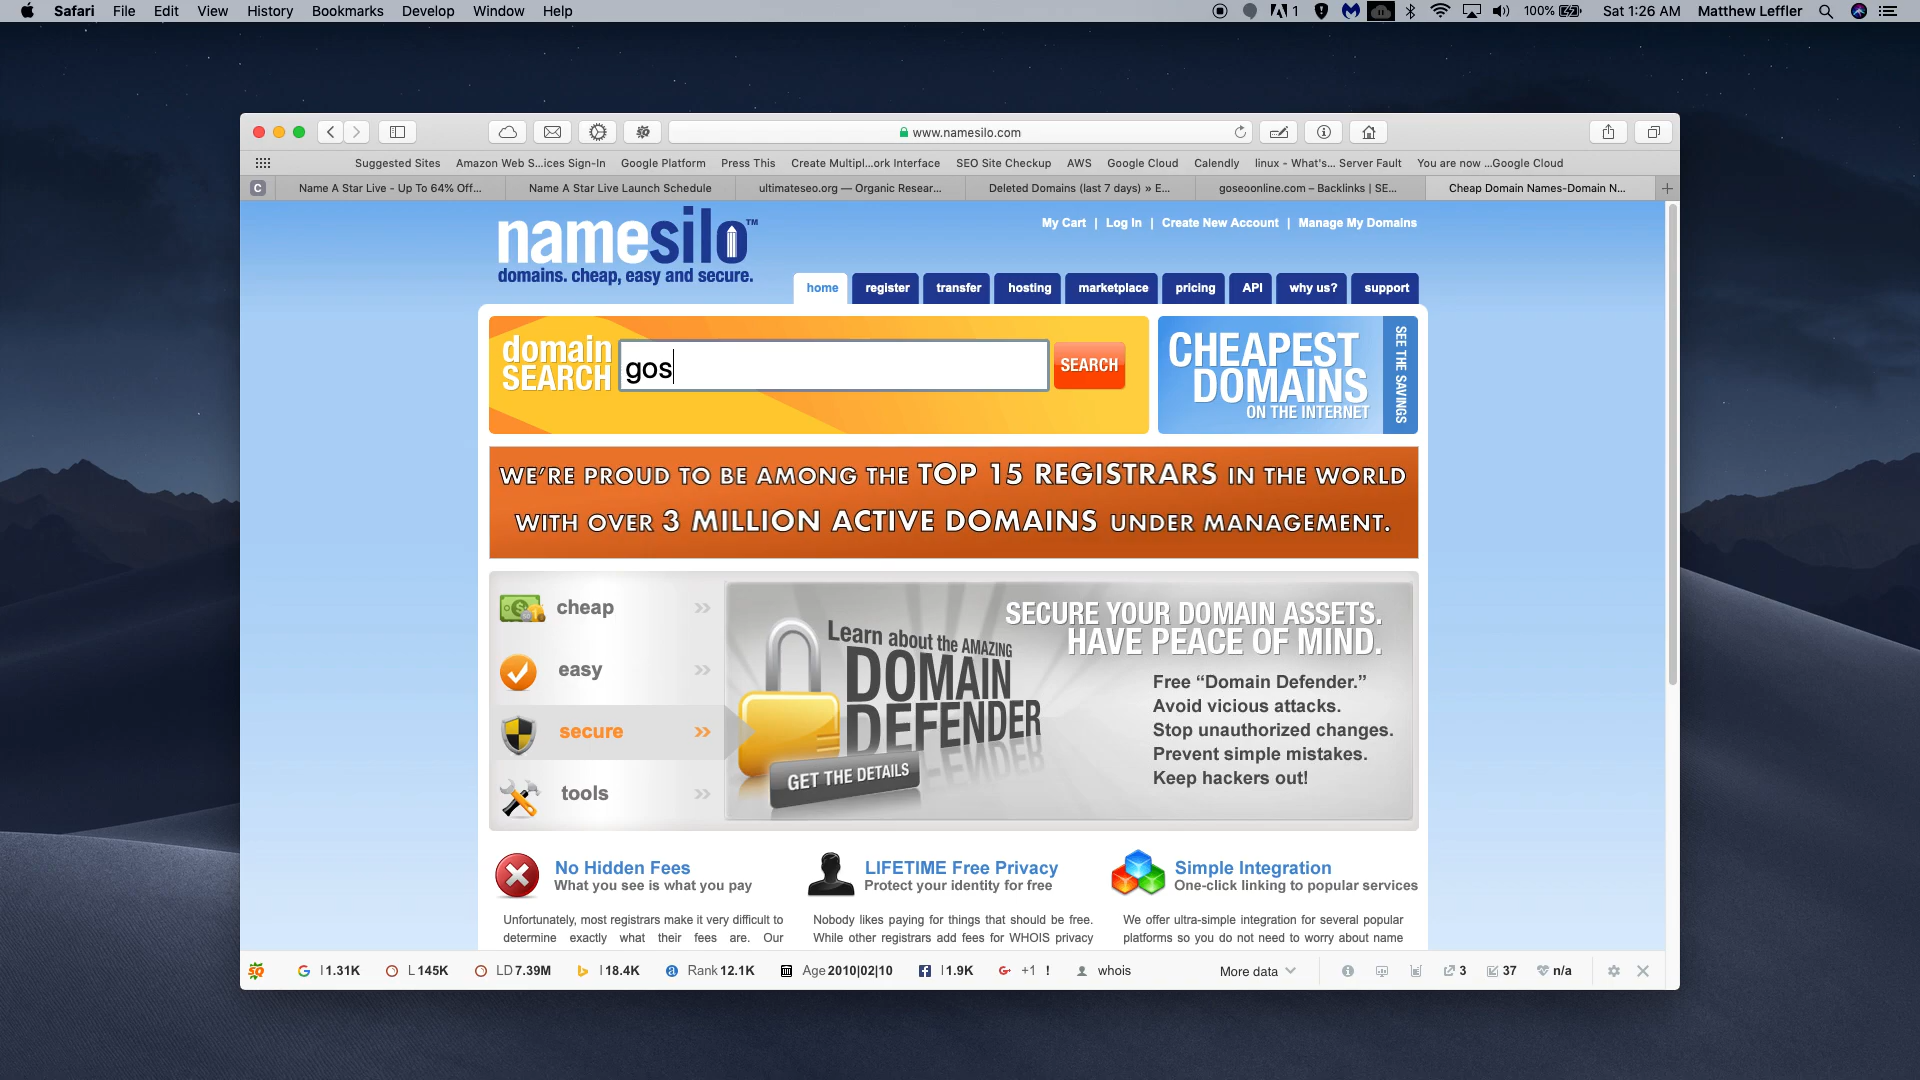 Safari File Edit View History Bookmarks Develop Window Help
1 100% Sat 1:26 AM Matthew Leffler
www.namesilo.com
Suggested Sites Amazon Web S...ices Sign-In Google Platform Press This Create Multipl...ork Interface SEO Site Checkup AWS Google Cloud Calendly linux - What's... Server Fault You are now ...Google Cloud
C Name A Star Live - Up To 64% Off... Name A Star Live Launch Schedule ultimateseo.org — Organic Resear... Deleted Domains (last 7 days) » E... goseoonline.com – Backlinks | SE... Cheap Domain Names-Domain N...
My Cart | Log In | Create New Account | Manage My Domains
namesilo™
domains. cheap, easy and secure.
home register transfer hosting marketplace pricing API why us? support
domain
SEARCH
gos
SEARCH
CHEAPEST
DOMAINS
ON THE INTERNET
SEE THE SAVINGS
WE'RE PROUD TO BE AMONG THE TOP 15 REGISTRARS IN THE WORLD
WITH OVER 3 MILLION ACTIVE DOMAINS UNDER MANAGEMENT.
cheap »
easy »
secure »
tools »
Learn about the AMAZING
DOMAIN
DEFENDER
GET THE DETAILS
SECURE YOUR DOMAIN ASSETS.
HAVE PEACE OF MIND.
Free “Domain Defender.”
Avoid vicious attacks.
Stop unauthorized changes.
Prevent simple mistakes.
Keep hackers out!
No Hidden Fees
What you see is what you pay
Unfortunately, most registrars make it very difficult to
determine exactly what their fees are. Our
LIFETIME Free Privacy
Protect your identity for free
Nobody likes paying for things that should be free.
While other registrars add fees for WHOIS privacy
Simple Integration
One-click linking to popular services
We offer ultra-simple integration for several popular
platforms so you do not need to worry about name
I 1.31K L 145K LD 7.39M I 18.4K Rank 12.1K Age 2010|02|10 I 1.9K +1 ! whois More data 3 37 n/a